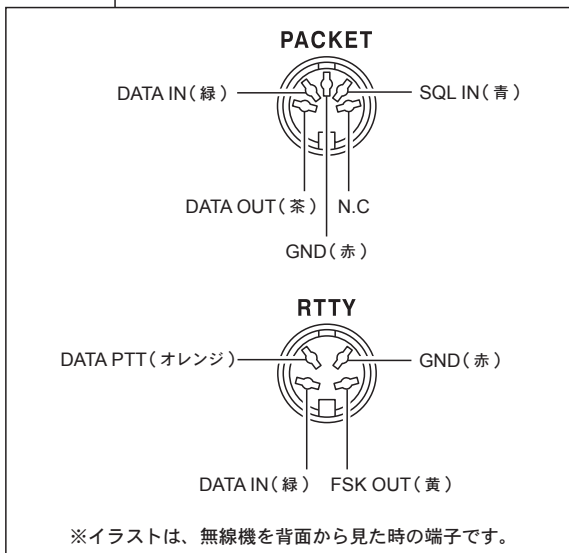 PACKET
DATA IN(緑)
SQL IN(青)
DATA OUT(茶)
N.C
GND(赤)
RTTY
DATA PTT(オレンジ)
GND(赤)
DATA IN(緑)
FSK OUT(黄)
※イラストは、無線機を背面から見た時の端子です。